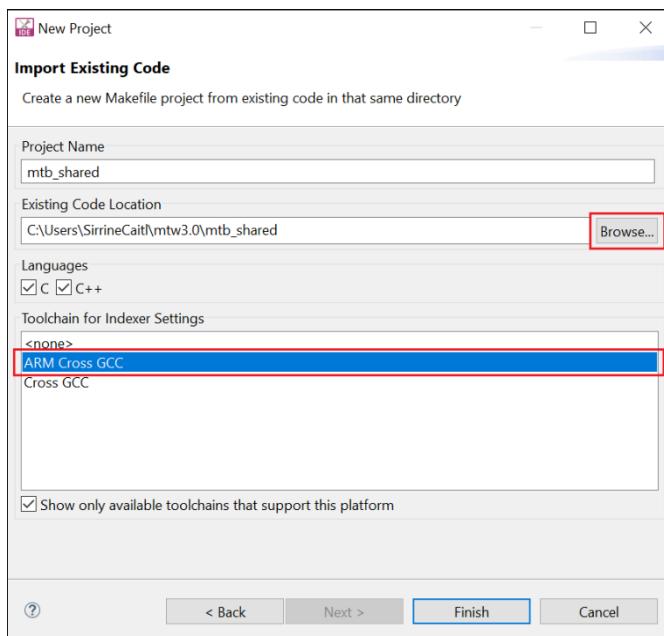 IDE New Project
Import Existing Code
Create a new Makefile project from existing code in that same directory
Project Name
mtb_shared
Existing Code Location
C:\Users\SirrineCaitl\mtw3.0\mtb_shared Browse...
Languages
C C++
Toolchain for Indexer Settings
<none>
ARM Cross GCC
Cross GCC
Show only available toolchains that support this platform
? < Back Next > Finish Cancel